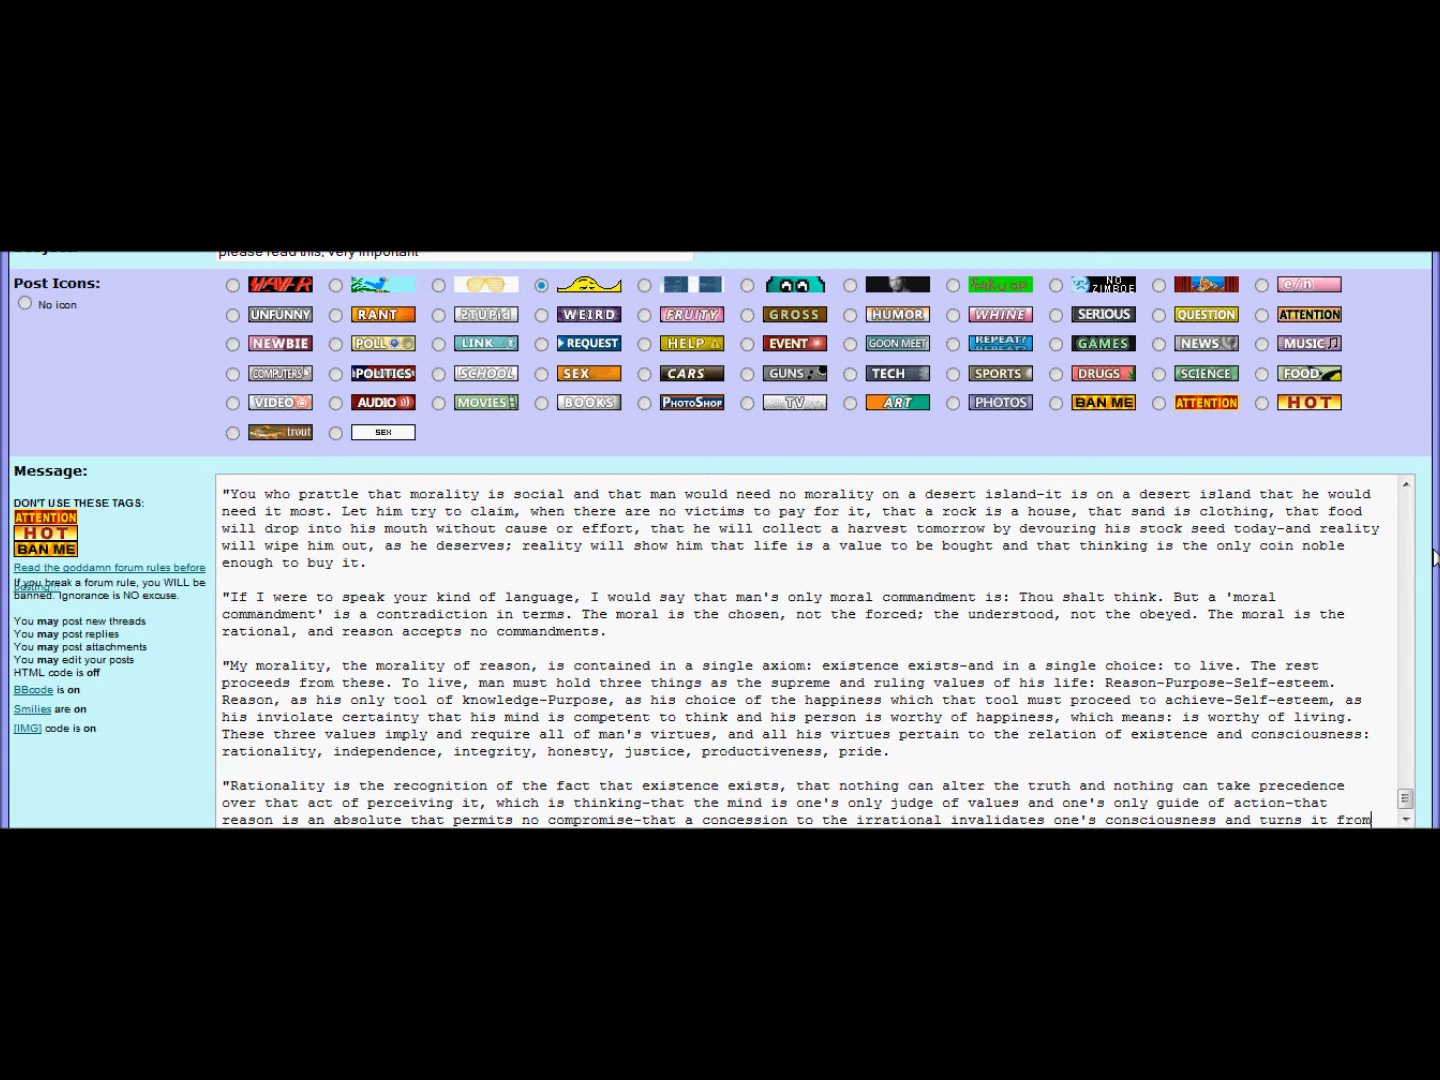 please read this, very important
Post Icons:
No icon
NO
ZIMBOE
e/n
UNFUNNY RANT 2TUPid WEIRD FRUITY GROSS HUMOR WHINE SERIOUS QUESTION ATTENTION
NEWBIE POLL LINK REQUEST HELP EVENT GOON MEET REPEAT? REPEAT? GAMES NEWS MUSIC
COMPUTERS POLITICS SCHOOL SEX CARS GUNS TECH SPORTS DRUGS SCIENCE FOOD
VIDEO AUDIO MOVIES BOOKS PHOTOSHOP TV ART PHOTOS BAN ME ATTENTION HOT
trout SEX
Message:
DON'T USE THESE TAGS:
ATTENTION
HOT
BAN ME
Read the goddamn forum rules before
posting...
If you break a forum rule, you WILL be
banned. Ignorance is NO excuse.
You may post new threads
You may post replies
You may post attachments
You may edit your posts
HTML code is off
BBcode is on
Smilies are on
[IMG] code is on
"You who prattle that morality is social and that man would need no morality on a desert island-it is on a desert island that he would
need it most. Let him try to claim, when there are no victims to pay for it, that a rock is a house, that sand is clothing, that food
will drop into his mouth without cause or effort, that he will collect a harvest tomorrow by devouring his stock seed today-and reality
will wipe him out, as he deserves; reality will show him that life is a value to be bought and that thinking is the only coin noble
enough to buy it.
"If I were to speak your kind of language, I would say that man's only moral commandment is: Thou shalt think. But a 'moral
commandment' is a contradiction in terms. The moral is the chosen, not the forced; the understood, not the obeyed. The moral is the
rational, and reason accepts no commandments.
"My morality, the morality of reason, is contained in a single axiom: existence exists-and in a single choice: to live. The rest
proceeds from these. To live, man must hold three things as the supreme and ruling values of his life: Reason-Purpose-Self-esteem.
Reason, as his only tool of knowledge-Purpose, as his choice of the happiness which that tool must proceed to achieve-Self-esteem, as
his inviolate certainty that his mind is competent to think and his person is worthy of happiness, which means: is worthy of living.
These three values imply and require all of man's virtues, and all his virtues pertain to the relation of existence and consciousness:
rationality, independence, integrity, honesty, justice, productiveness, pride.
"Rationality is the recognition of the fact that existence exists, that nothing can alter the truth and nothing can take precedence
over that act of perceiving it, which is thinking-that the mind is one's only judge of values and one's only guide of action-that
reason is an absolute that permits no compromise-that a concession to the irrational invalidates one's consciousness and turns it from